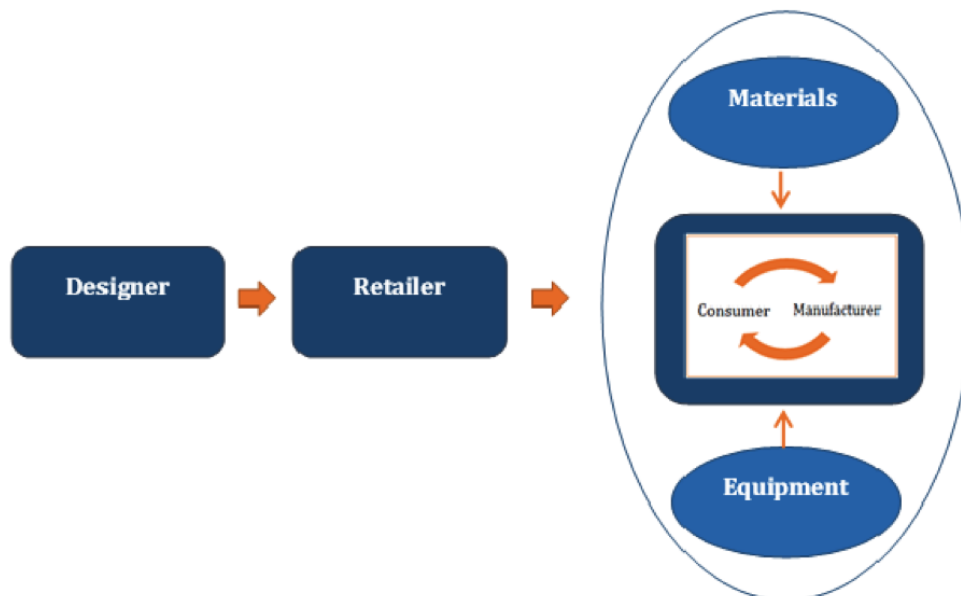 Materials
Designer
Retailer
Consumer
Manufacturer
Equipment